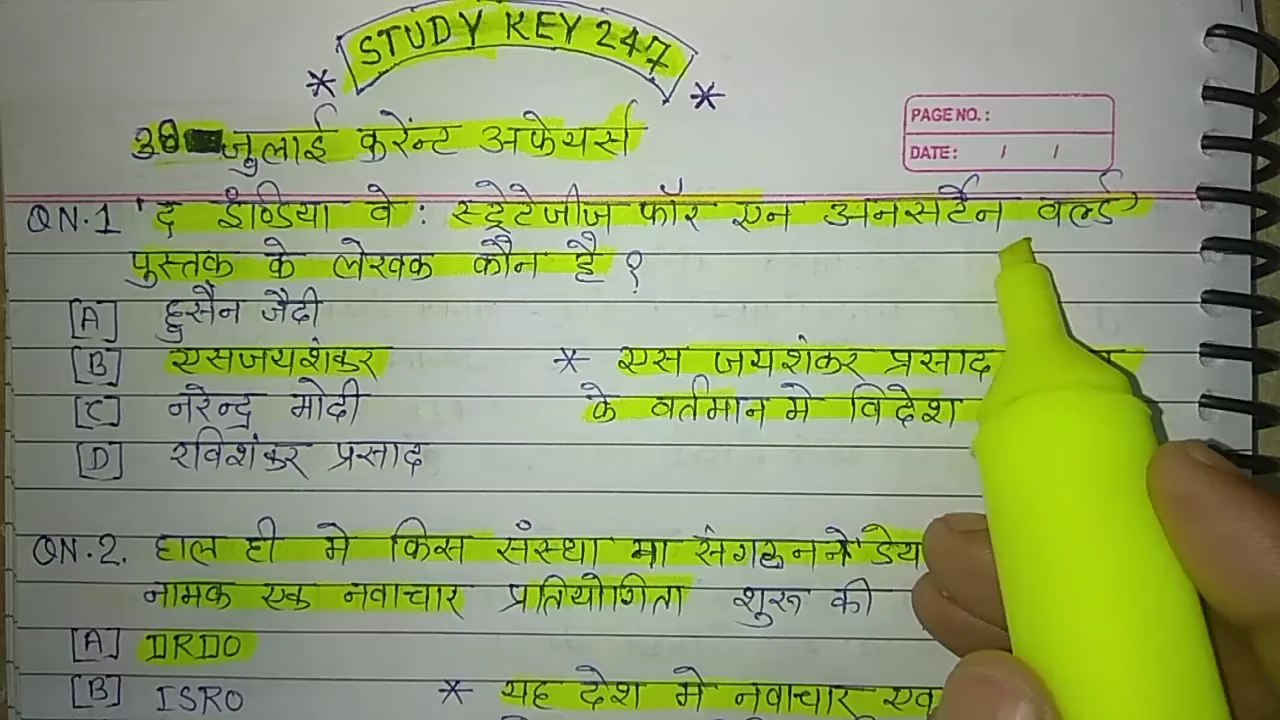 STUDY KEY 247
* *
30 जुलाई करेंन्ट अफेयर्स
PAGE NO.:
DATE: / /
QN.1 'द इंण्डिया वे : स्ट्रेटेजीज फॉर एन अनसर्टेन वर्ल्ड'
पुस्तक के लेखक कौन है ?
[A] हुसैन जैदी
[B] एसजयशंकर * एस जयशंकर प्रसाद
[C] नरेन्द्र मोदी के वर्तमान मे विदेश
[D] रविशंकर प्रसाद
QN.2. हाल ही मे किस संस्था या संगठन ने 'डेय
नामक एक नवाचार प्रतियोगिता शुरू की
[A] DRDO
[B] ISRO * यह देश मे नवाचार एव